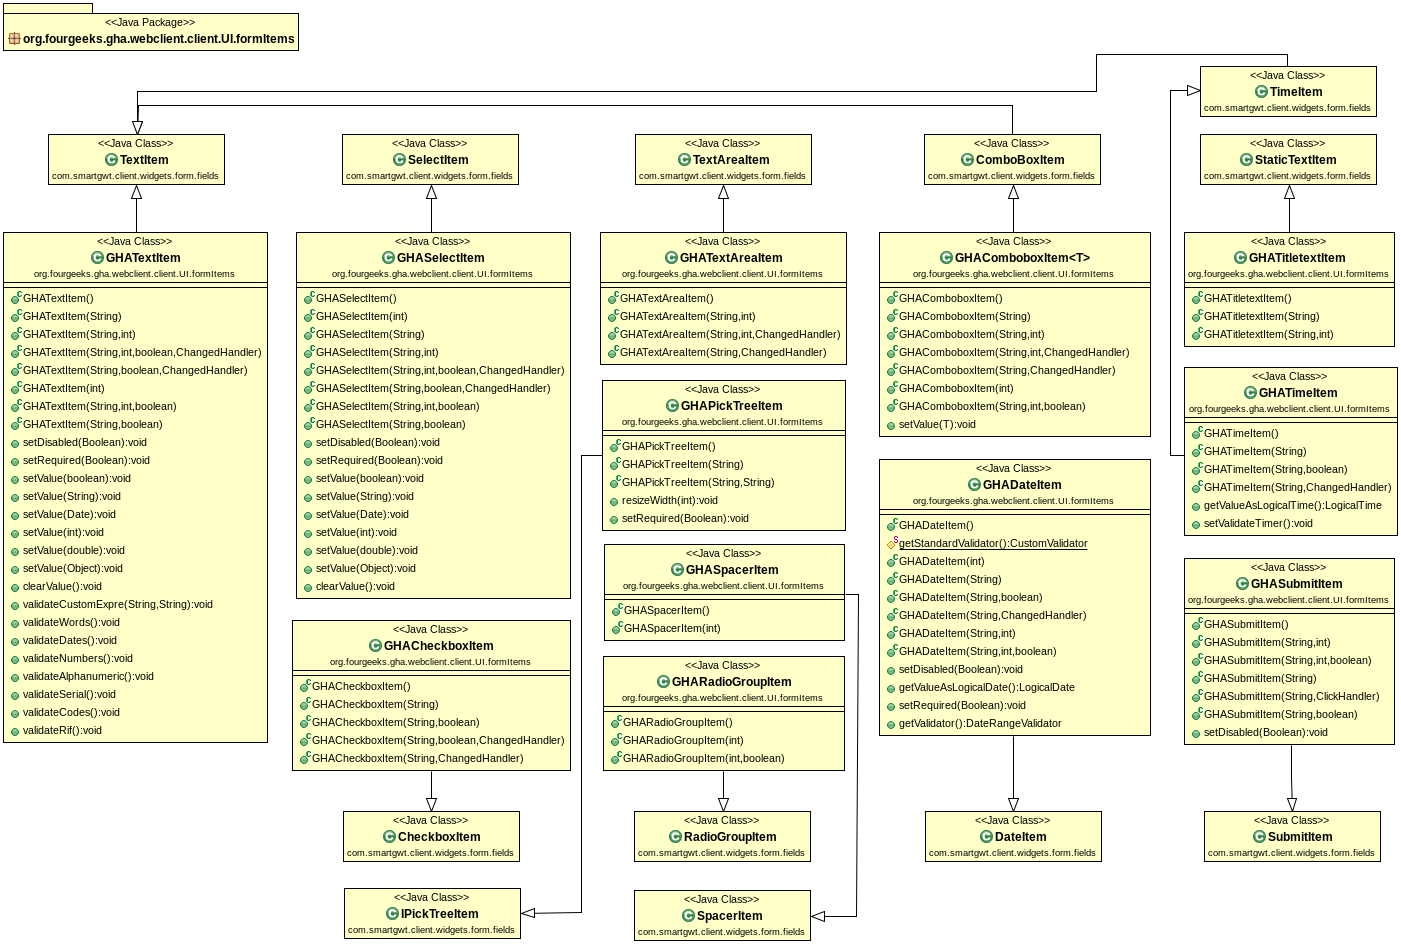 <<Java Package>>
org.fourgeeks.gha.webclient.client.UI.formItems
<<Java Class>>
TimeItem
com.smartgwt.client.widgets.form.fields
<<Java Class>>
TextItem
com.smartgwt.client.widgets.form.fields
<<Java Class>>
SelectItem
com.smartgwt.client.widgets.form.fields
<<Java Class>>
TextAreaItem
com.smartgwt.client.widgets.form.fields
<<Java Class>>
ComboBoxItem
com.smartgwt.client.widgets.form.fields
<<Java Class>>
StaticTextItem
com.smartgwt.client.widgets.form.fields
<<Java Class>>
GHATextItem
org.fourgeeks.gha.webclient.client.UI.formItems
GHATextItem()
GHATextItem(String)
GHATextItem(String,int)
GHATextItem(String,int,boolean,ChangedHandler)
GHATextItem(String,boolean,ChangedHandler)
GHATextItem(int)
GHATextItem(String,int,boolean)
GHATextItem(String,boolean)
setDisabled(Boolean):void
setRequired(Boolean):void
setValue(boolean):void
setValue(String):void
setValue(Date):void
setValue(int):void
setValue(double):void
setValue(Object):void
clearValue():void
validateCustomExpre(String,String):void
validateWords():void
validateDates():void
validateNumbers():void
validateAlphanumeric():void
validateSerial():void
validateCodes():void
validateRif():void
<<Java Class>>
GHASelectItem
org.fourgeeks.gha.webclient.client.UI.formItems
GHASelectItem()
GHASelectItem(int)
GHASelectItem(String)
GHASelectItem(String,int)
GHASelectItem(String,int,boolean,ChangedHandler)
GHASelectItem(String,boolean,ChangedHandler)
GHASelectItem(String,int,boolean)
GHASelectItem(String,boolean)
setDisabled(Boolean):void
setRequired(Boolean):void
setValue(boolean):void
setValue(String):void
setValue(Date):void
setValue(int):void
setValue(double):void
setValue(Object):void
clearValue():void
<<Java Class>>
GHACheckboxItem
org.fourgeeks.gha.webclient.client.UI.formItems
GHACheckboxItem()
GHACheckboxItem(String)
GHACheckboxItem(String,boolean)
GHACheckboxItem(String,boolean,ChangedHandler)
GHACheckboxItem(String,ChangedHandler)
<<Java Class>>
CheckboxItem
com.smartgwt.client.widgets.form.fields
<<Java Class>>
IPickTreeItem
com.smartgwt.client.widgets.form.fields
<<Java Class>>
GHATextAreaItem
org.fourgeeks.gha.webclient.client.UI.formItems
GHATextAreaItem()
GHATextAreaItem(String,int)
GHATextAreaItem(String,int,ChangedHandler)
GHATextAreaItem(String,ChangedHandler)
<<Java Class>>
GHAPickTreeItem
org.fourgeeks.gha.webclient.client.UI.formItems
GHAPickTreeItem()
GHAPickTreeItem(String)
GHAPickTreeItem(String,String)
resizeWidth(int):void
setRequired(Boolean):void
<<Java Class>>
GHASpacerItem
org.fourgeeks.gha.webclient.client.UI.formItems
GHASpacerItem()
GHASpacerItem(int)
<<Java Class>>
GHARadioGroupItem
org.fourgeeks.gha.webclient.client.UI.formItems
GHARadioGroupItem()
GHARadioGroupItem(int)
GHARadioGroupItem(int,boolean)
<<Java Class>>
RadioGroupItem
com.smartgwt.client.widgets.form.fields
<<Java Class>>
SpacerItem
com.smartgwt.client.widgets.form.fields
<<Java Class>>
GHAComboboxItem<T>
org.fourgeeks.gha.webclient.client.UI.formItems
GHAComboboxItem()
GHAComboboxItem(String)
GHAComboboxItem(String,int)
GHAComboboxItem(String,int,ChangedHandler)
GHAComboboxItem(String,ChangedHandler)
GHAComboboxItem(int)
GHAComboboxItem(String,int,boolean)
setValue(T):void
<<Java Class>>
GHADateItem
org.fourgeeks.gha.webclient.client.UI.formItems
GHADateItem()
getStandardValidator():CustomValidator
GHADateItem(int)
GHADateItem(String)
GHADateItem(String,boolean)
GHADateItem(String,ChangedHandler)
GHADateItem(String,int)
GHADateItem(String,int,boolean)
setDisabled(Boolean):void
getValueAsLogicalDate():LogicalDate
setRequired(Boolean):void
getValidator():DateRangeValidator
<<Java Class>>
DateItem
com.smartgwt.client.widgets.form.fields
<<Java Class>>
GHATitletextItem
org.fourgeeks.gha.webclient.client.UI.formItems
GHATitletextItem()
GHATitletextItem(String)
GHATitletextItem(String,int)
<<Java Class>>
GHATimeItem
org.fourgeeks.gha.webclient.client.UI.formItems
GHATimeItem()
GHATimeItem(String)
GHATimeItem(String,boolean)
GHATimeItem(String,ChangedHandler)
getValueAsLogicalTime():LogicalTime
setValidateTimer():void
<<Java Class>>
GHASubmitItem
org.fourgeeks.gha.webclient.client.UI.formItems
GHASubmitItem()
GHASubmitItem(String,int)
GHASubmitItem(String,int,boolean)
GHASubmitItem(String)
GHASubmitItem(String,ClickHandler)
GHASubmitItem(String,boolean)
setDisabled(Boolean):void
<<Java Class>>
SubmitItem
com.smartgwt.client.widgets.form.fields